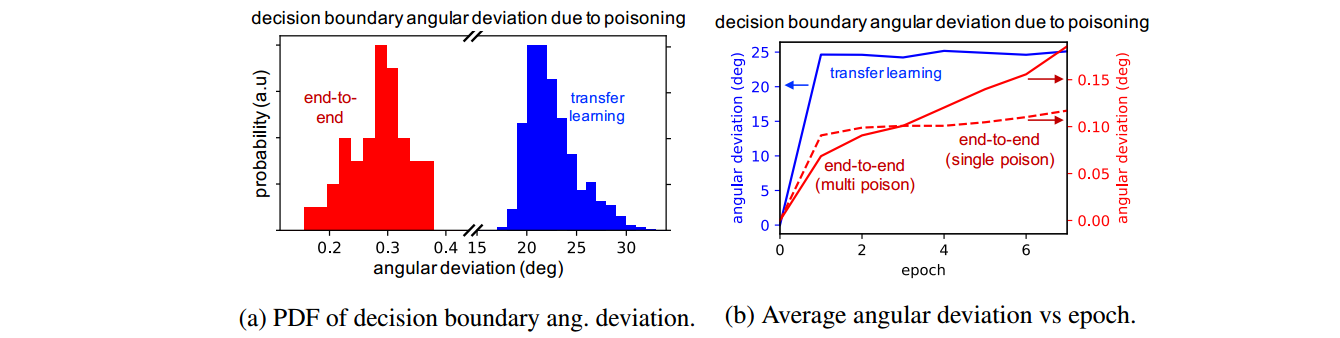 decision boundary angular deviation due to poisoning
probability (a.u)
end-to-
end
transfer
learning
0.2 0.3 0.4 15 20 25 30
angular deviation (deg)
(a) PDF of decision boundary ang. deviation.
decision boundary angular deviation due to poisoning
angular deviation (deg)
25
20
15
10
5
0
transfer learning
end-to-end
(multi poison)
end-to-end
(single poison)
0.15
0.10
0.05
0.00
angular deviation (deg)
0 2 4 6
epoch
(b) Average angular deviation vs epoch.